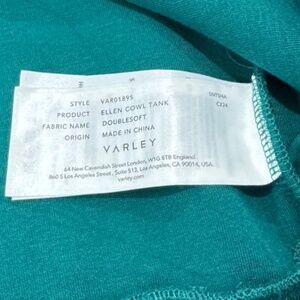 STYLE VAR01895
PRODUCT ELLEN COWL TANK
FABRIC NAME DOUBLESOFT
ORIGIN MADE IN CHINA
VARLEY
64 New Cavendish Street London, W1G 8TB England.
860 S Los Angeles Street, Suite 512, Los Angeles, CA 90014, USA.
varley.com